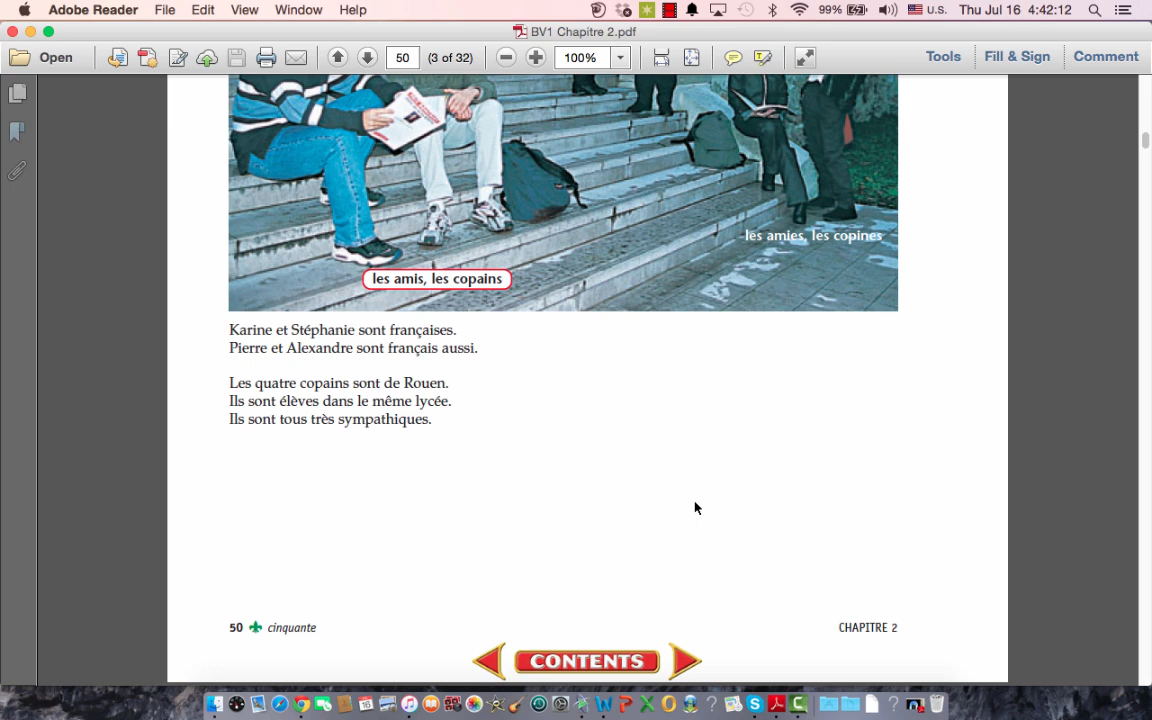 Adobe Reader File Edit View Window Help 99% U.S. Thu Jul 16 4:42:12
BV1 Chapitre 2.pdf
Open 50 (3 of 32) 100% Tools Fill & Sign Comment
les amies, les copines
les amis, les copains
Karine et Stéphanie sont françaises.
Pierre et Alexandre sont français aussi.
Les quatre copains sont de Rouen.
Ils sont élèves dans le même lycée.
Ils sont tous très sympathiques.
50 cinquante CHAPITRE 2
CONTENTS